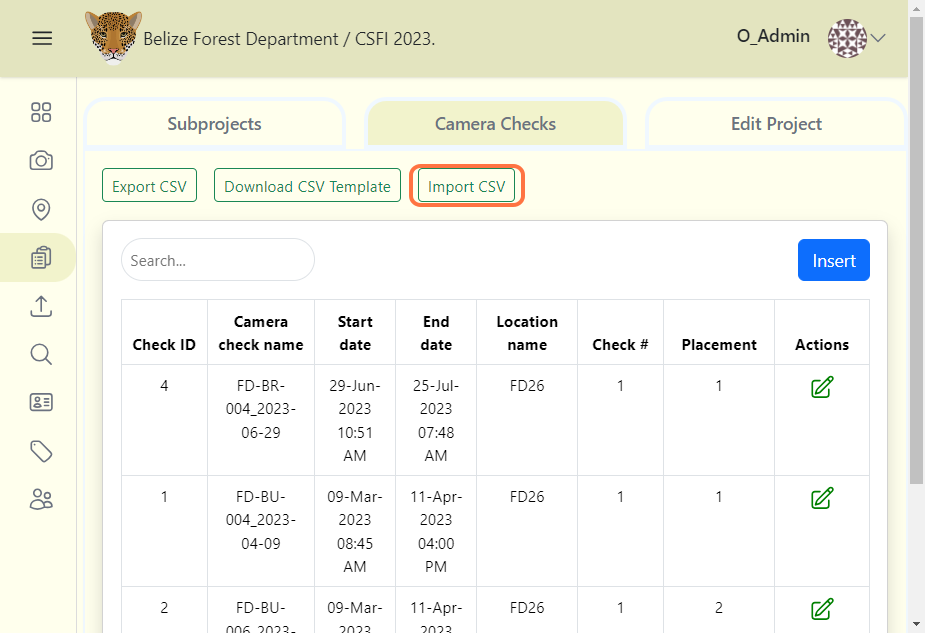 Belize Forest Department / CSFI 2023.
O_Admin
Subprojects
Camera Checks
Edit Project
Export CSV
Download CSV Template
Import CSV
Search...
Insert
Check ID
Camera
check name
Start
date
End
date
Location
name
Check #
Placement
Actions
4
FD-BR-
004_2023-
06-29
29-Jun-
2023
10:51
AM
25-Jul-
2023
07:48
AM
FD26
1
1
1
FD-BU-
004_2023-
04-09
09-Mar-
2023
08:45
AM
11-Apr-
2023
04:00
PM
FD26
1
1
2
FD-BU-
006_2023-
09-Mar-
2023
11-Apr-
2023
FD26
1
2